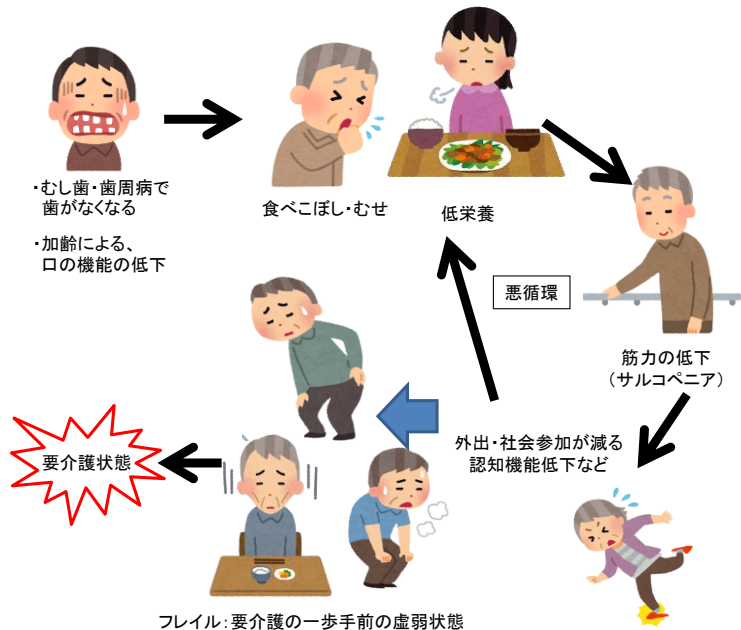 ・むし歯・歯周病で
歯がなくなる
・加齢による、
口の機能の低下
食べこぼし・むせ
低栄養
悪循環
筋力の低下
（サルコペニア）
外出・社会参加が減る
認知機能低下など
要介護状態
フレイル：要介護の一歩手前の虚弱状態